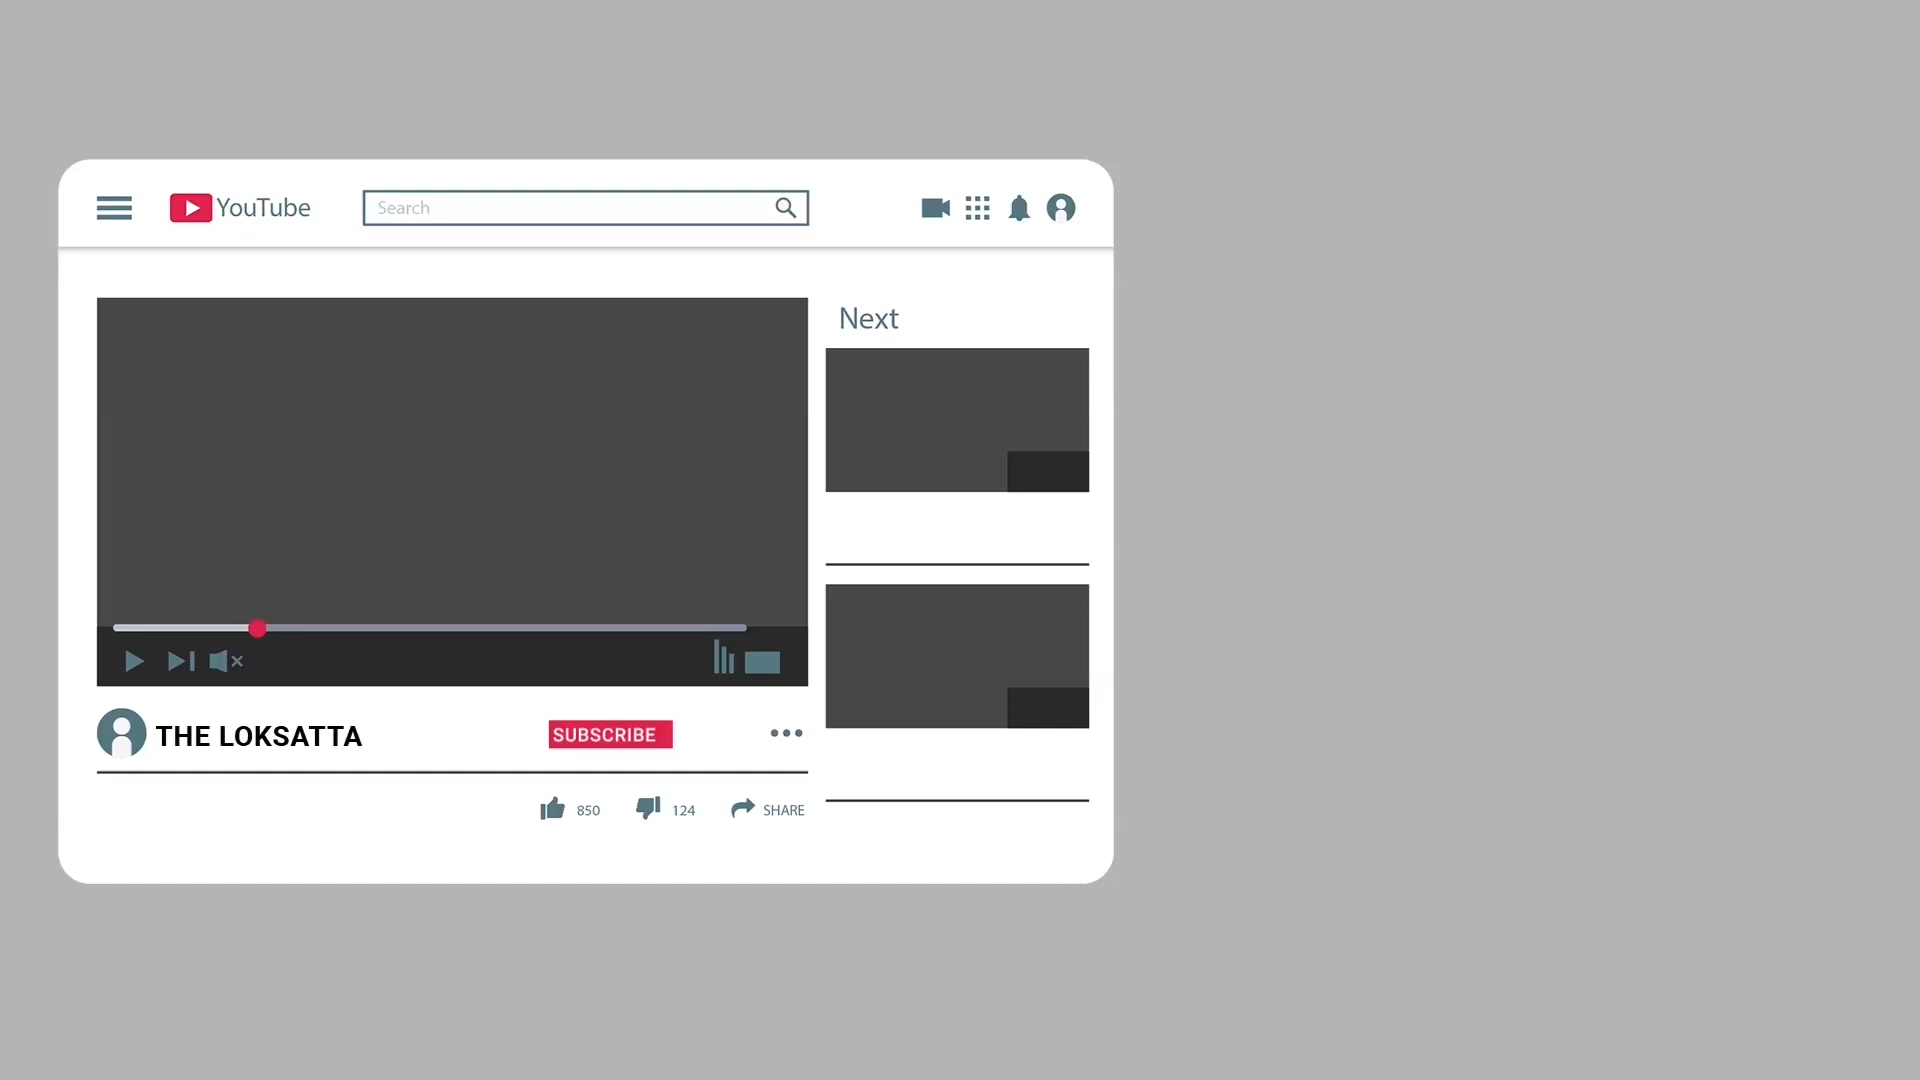 YouTube
Search
Next
THE LOKSATTA
SUBSCRIBE
850
124
SHARE